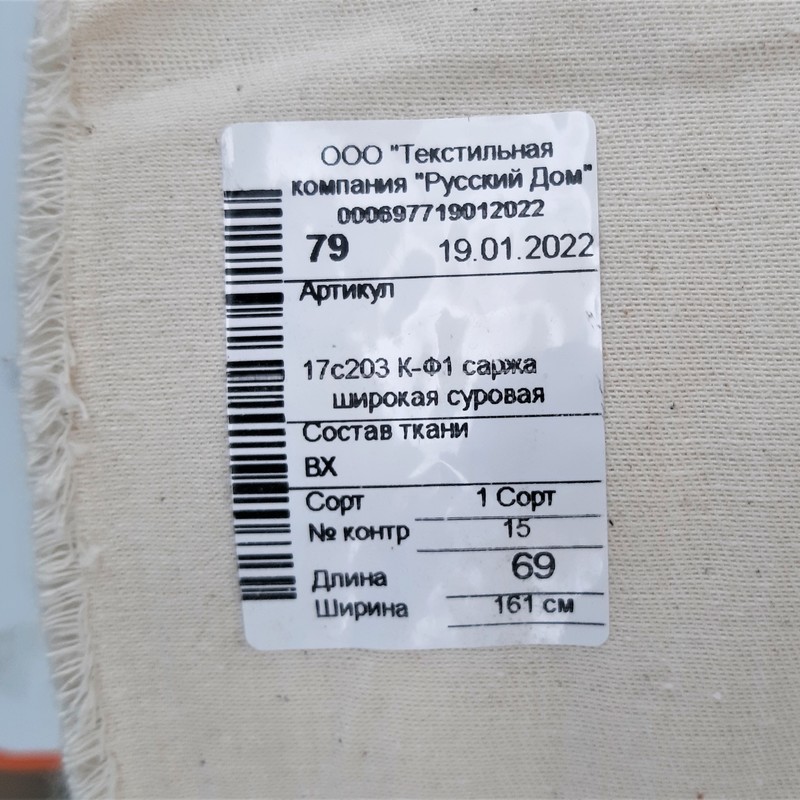 ООО "Текстильная
компания "Русский Дом"
000697719012022
79 19.01.2022
Артикул
17с203 К-Ф1 саржа
широкая суровая
Состав ткани
ВХ
Сорт 1 Сорт
№ контр 15
Длина 69
Ширина 161 см